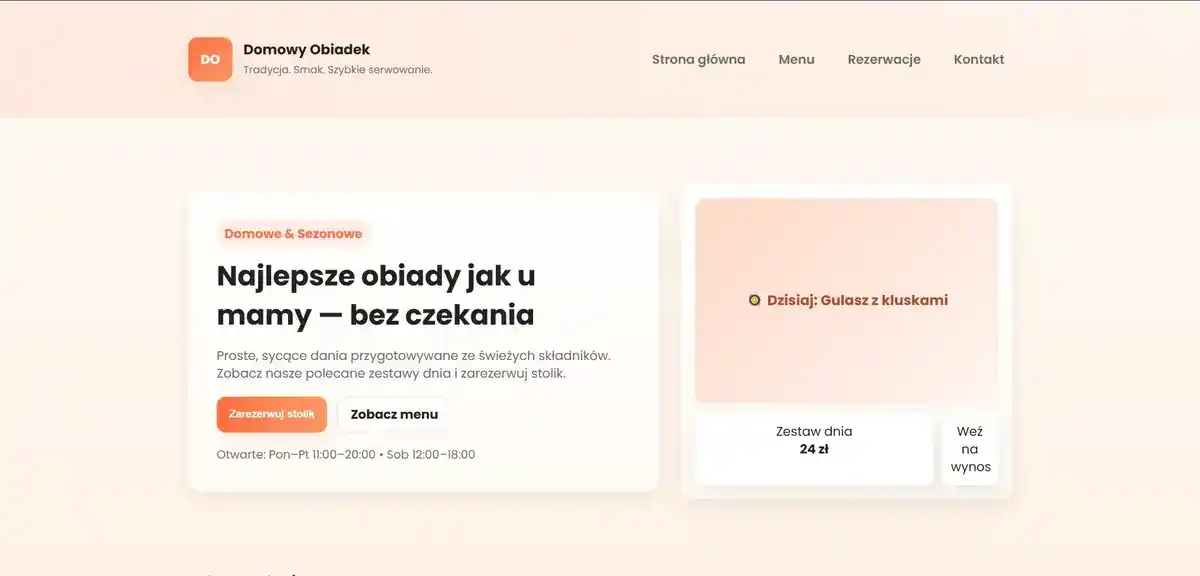 DO
Domowy Obiadek
Tradycja. Smak. Szybkie serwowanie.
Strona główna
Menu
Rezerwacje
Kontakt
Domowe & Sezonowe
Najlepsze obiady jak u
mamy — bez czekania
Proste, sycące dania przygotowywane ze świeżych składników.
Zobacz nasze polecane zestawy dnia i zarezerwuj stolik.
Zarezerwuj stolik
Zobacz menu
Otwarte: Pon–Pt 11:00–20:00 • Sob 12:00–18:00
🥘 Dzisiaj: Gulasz z kluskami
Zestaw dnia
24 zł
Weź
na
wynos